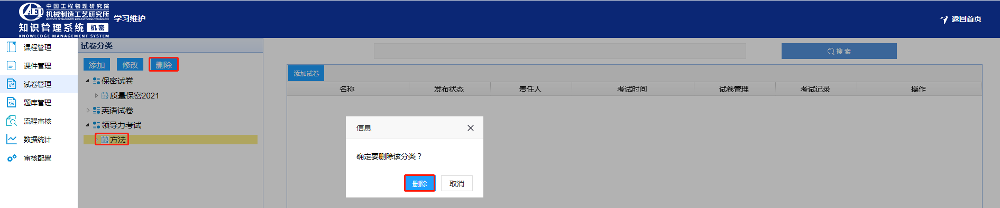 中国工程物理研究院
机械制造工艺研究所
INSTITUTE OF MACHINERY MANUFACTURING TECHNOLOGY
知识管理系统 机密
KNOWLEDGE MANAGEMENT SYSTEM
学习维护
返回首页
课程管理
课件管理
试卷管理
题库管理
流程审核
数据统计
审核配置
试卷分类
添加 修改 删除
保密试卷
质量保密2021
英语试卷
领导力考试
方法
搜 索
添加试卷
名称 发布状态 责任人 考试时间 试卷管理 考试记录 操作
信息
确定要删除该分类？
删除 取消